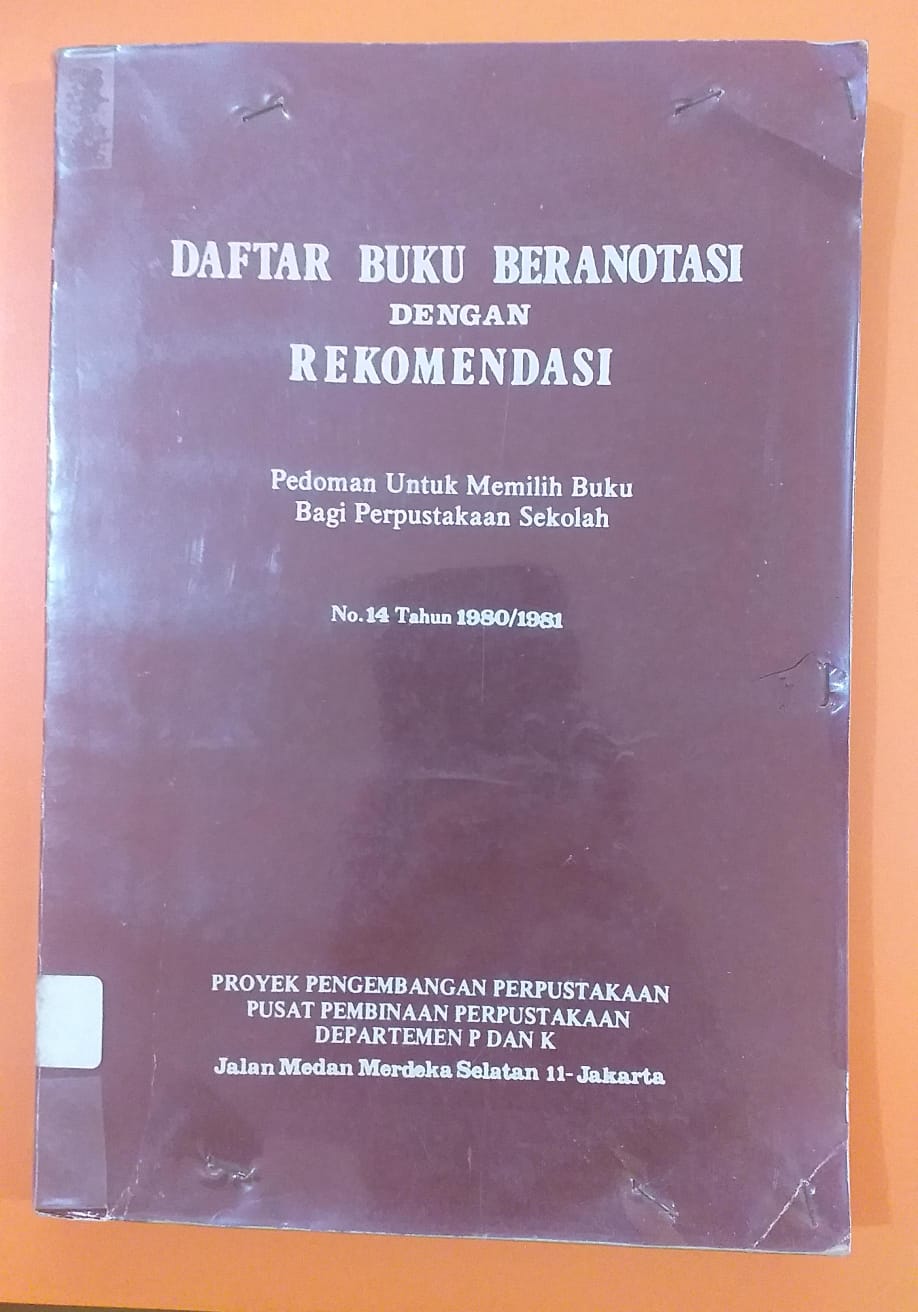 DAFTAR BUKU BERANOTASI
DENGAN
REKOMENDASI
Pedoman Untuk Memilih Buku
Bagi Perpustakaan Sekolah
No.14 Tahun 1980/1981
PROYEK PENGEMBANGAN PERPUSTAKAAN
PUSAT PEMBINAAN PERPUSTAKAAN
DEPARTEMEN P DAN K
Jalan Medan Merdeka Selatan 11-Jakarta